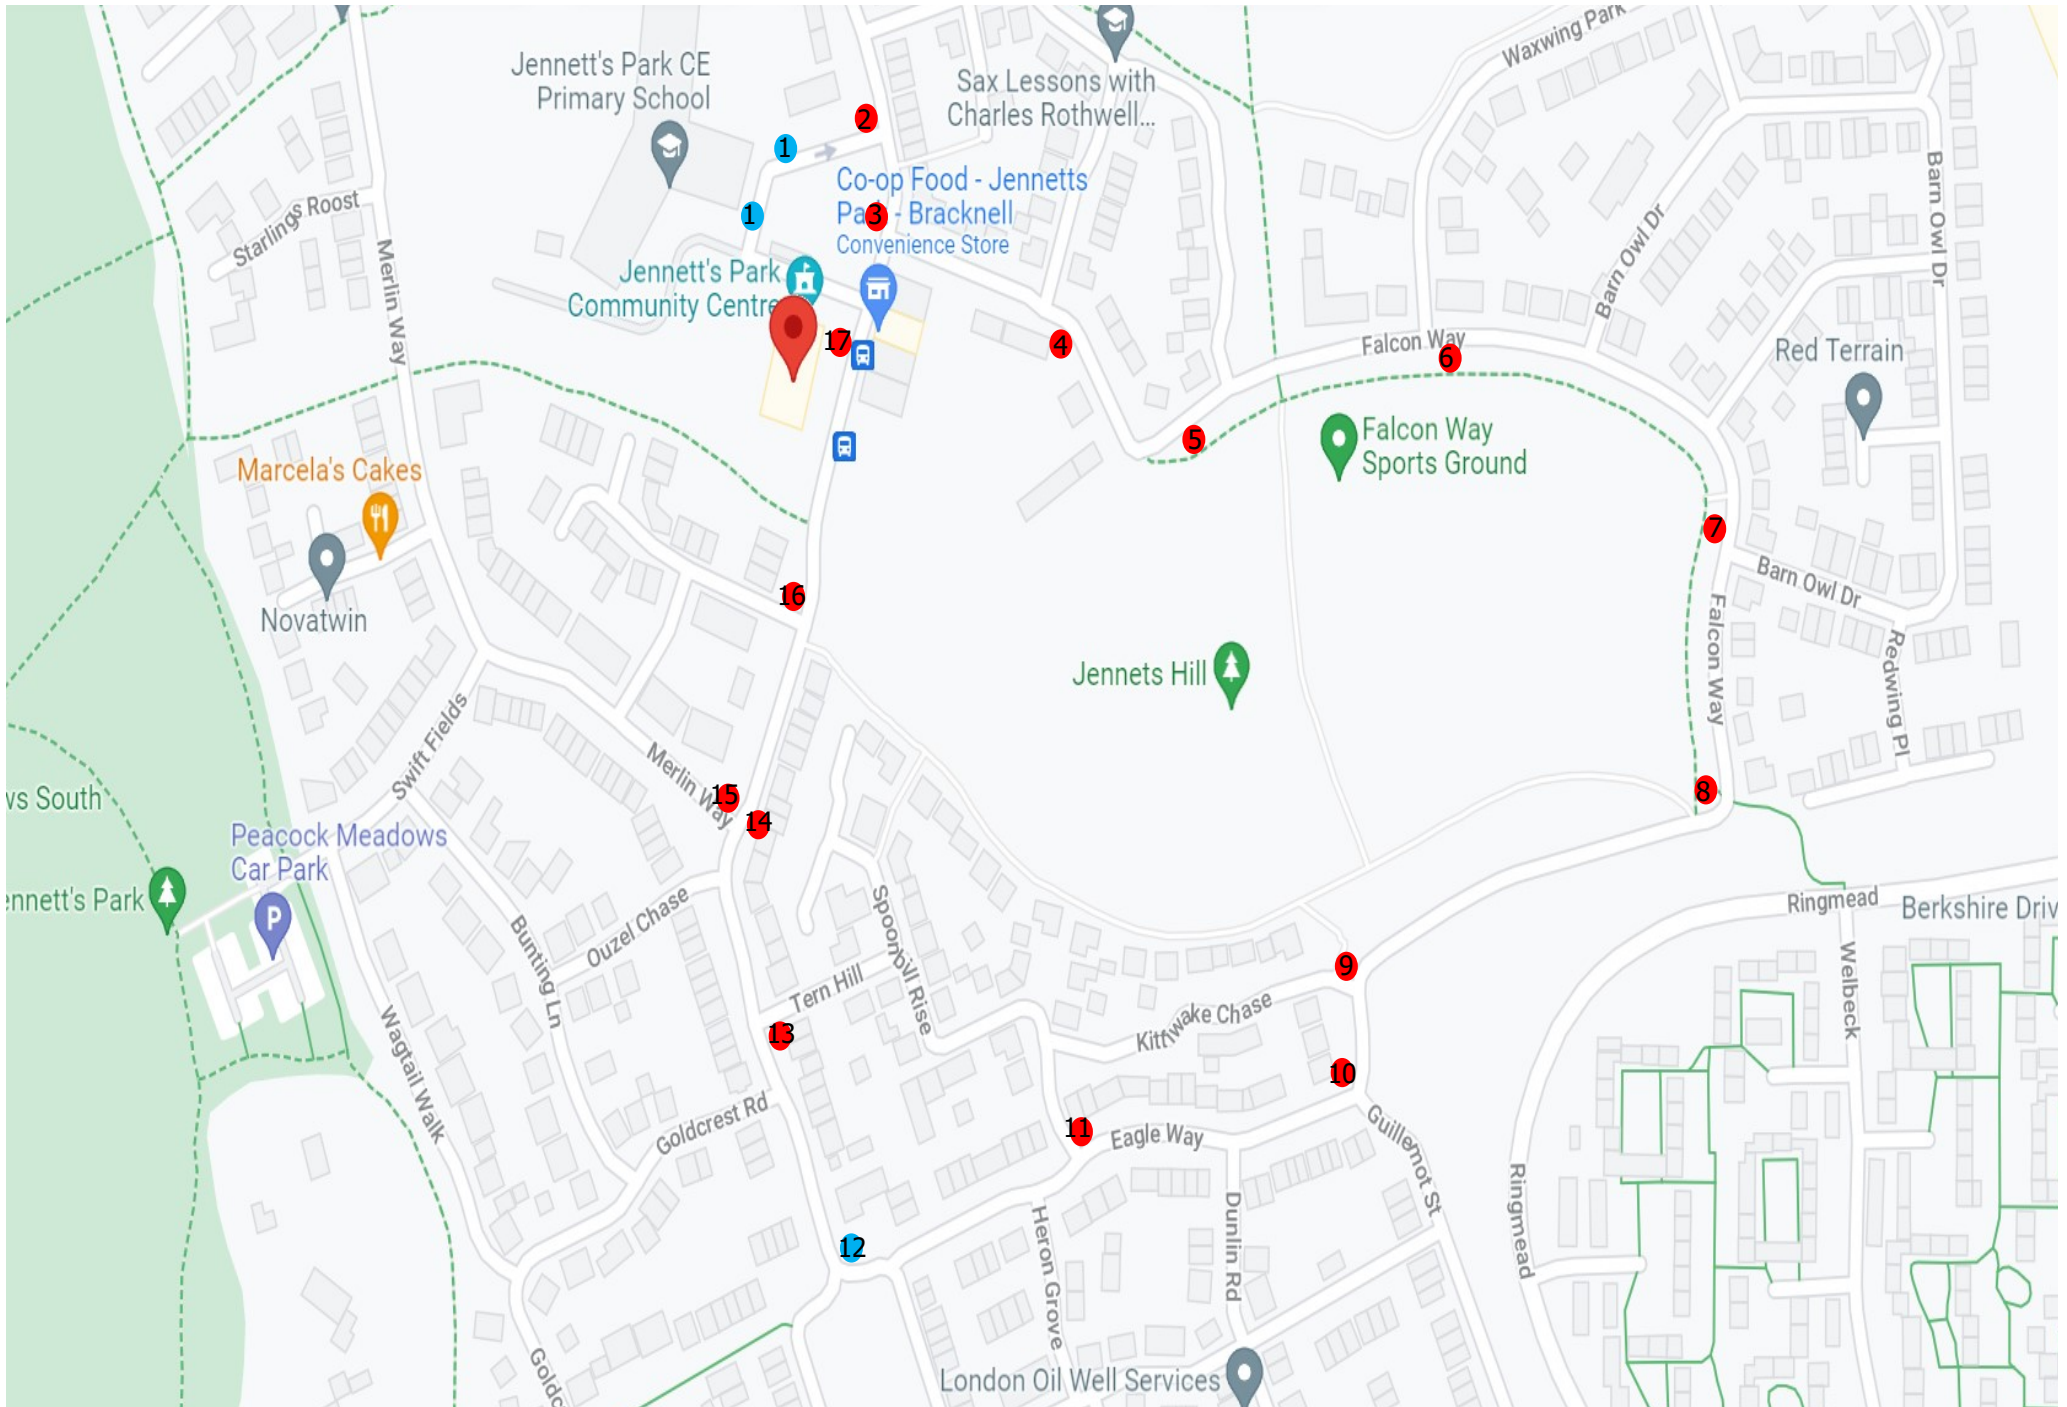 Waxwing Park
Jennett's Park CE
Primary School
Sax Lessons with
Charles Rothwell...
2
1
Co-op Food - Jennetts
Park - Bracknell
Convenience Store
1
3
Starlings Roost
Merlin Way
Barn Owl Dr
Barn Owl Dr
Jennett's Park
Community Centre
17
4
Falcon Way
6
Red Terrain
5
Falcon Way
Sports Ground
Marcela's Cakes
7
Novatwin
16
Barn Owl Dr
Falcon Way
Redwing Pl
Jennets Hill
Swift Fields
Merlin Way
15
14
8
ws South
Peacock Meadows
Car Park
P
ennett's Park
Ouzel Chase
Bunting Ln
Spoonbill Rise
Ringmead
Berkshire Driv
Welbeck
9
Tern Hill
13
Kittiwake Chase
10
Wagtail Walk
Goldcrest Rd
11
Eagle Way
Guillemot St
Ringmead
12
Heron Grove
Dunlin Rd
Goldc
London Oil Well Services